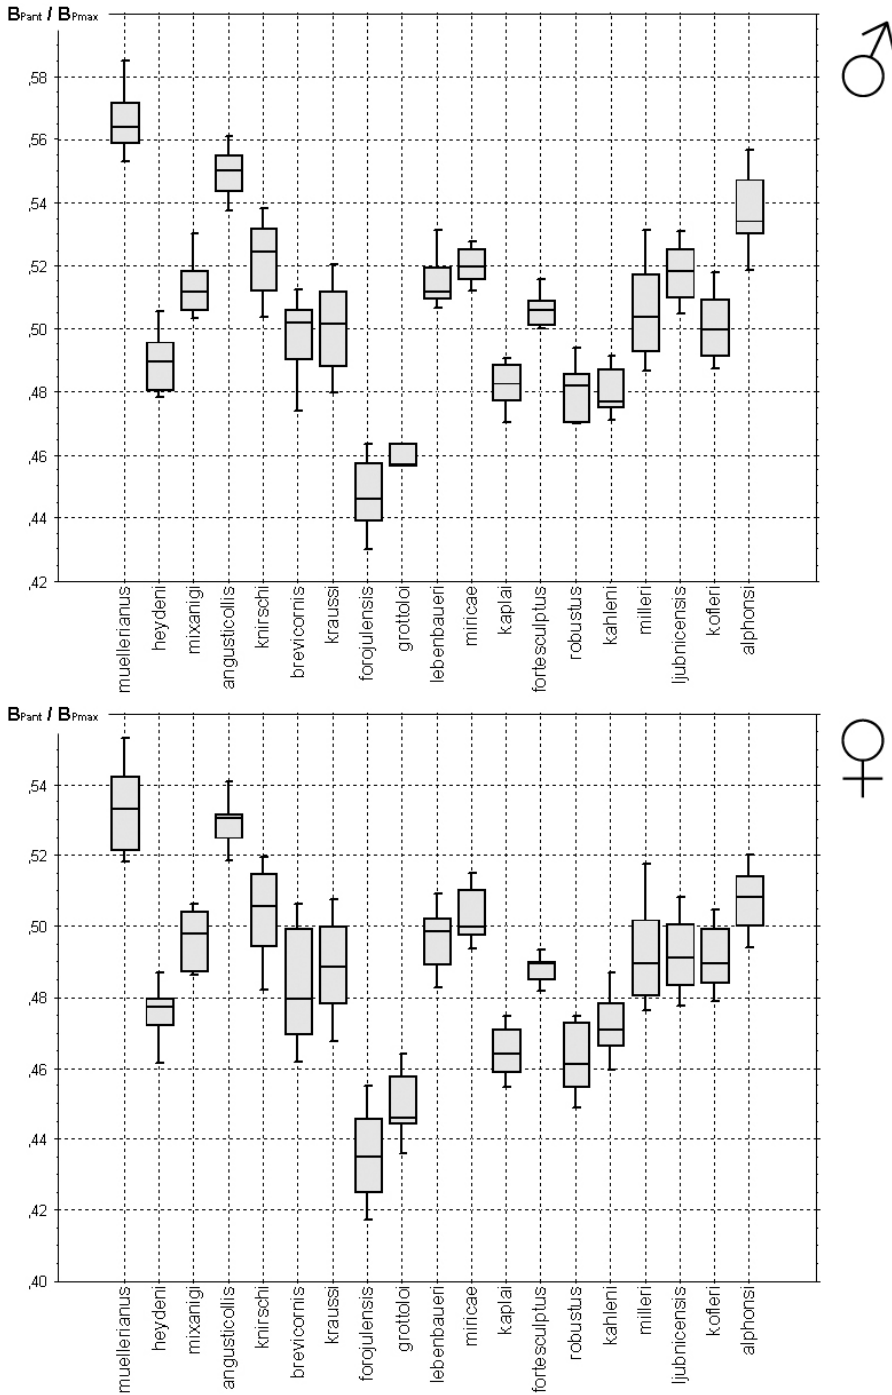 BPant / BPmax
♂
,58
,56
,54
,52
,50
,48
,46
,44
,42
muellerianus
heydeni
mixanigi
angusticollis
knirschi
brevicornis
kraussi
forojulensis
grottoloi
lebenbaueri
miricae
kaplai
fortesculptus
robustus
kahleni
milleri
ljubnicensis
kofleri
alphonsi
BPant / BPmax
♀
,54
,52
,50
,48
,46
,44
,42
,40
muellerianus
heydeni
mixanigi
angusticollis
knirschi
brevicornis
kraussi
forojulensis
grottoloi
lebenbaueri
miricae
kaplai
fortesculptus
robustus
kahleni
milleri
ljubnicensis
kofleri
alphonsi